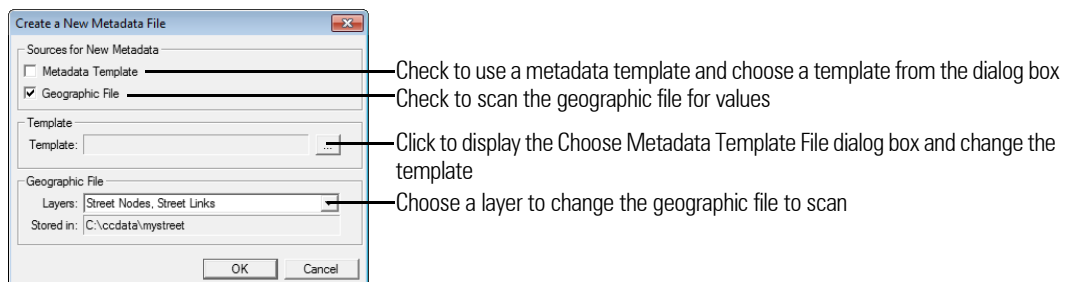 Create a New Metadata File
Sources for New Metadata
Metadata Template
Geographic File
Check to use a metadata template and choose a template from the dialog box
Check to scan the geographic file for values
Template
Template:
...
Click to display the Choose Metadata Template File dialog box and change the
template
Geographic File
Layers: Street Nodes, Street Links
Choose a layer to change the geographic file to scan
Stored in: C:\ccdata\mystreet
OK Cancel